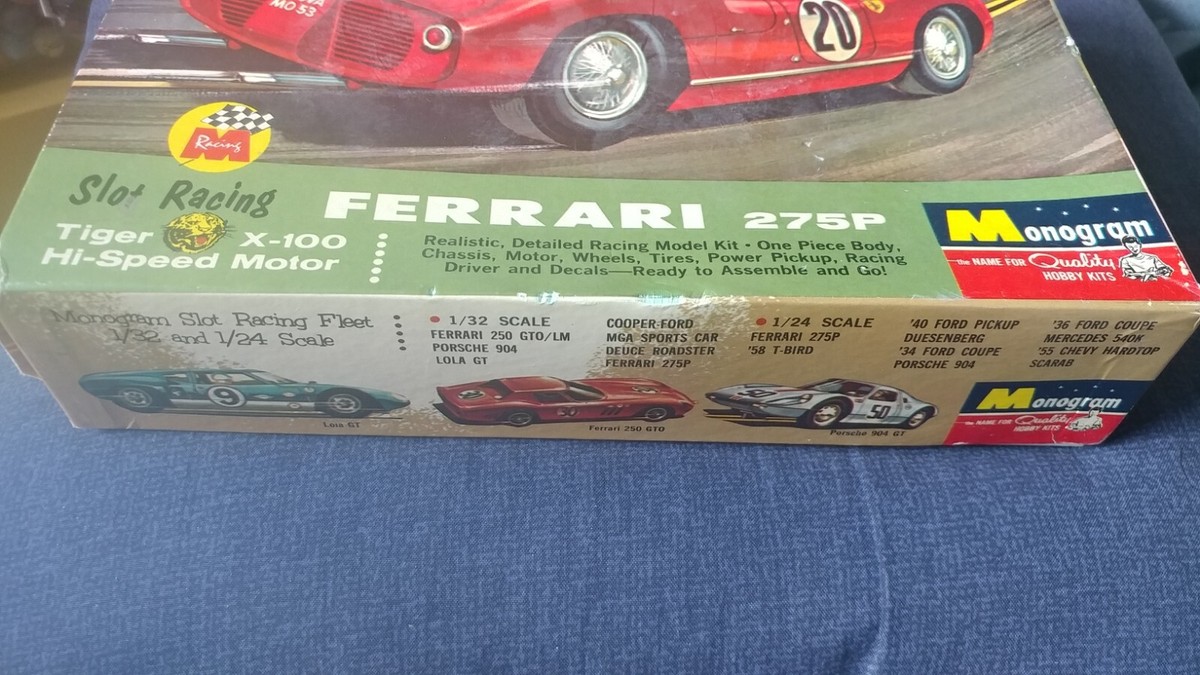 MO 53
20
M
Racing
Slot Racing
Tiger X-100
Hi-Speed Motor
FERRARI 275P
Realistic, Detailed Racing Model Kit • One Piece Body,
Chassis, Motor, Wheels, Tires, Power Pickup, Racing
Driver and Decals—Ready to Assemble and Go!
Monogram
the NAME FOR Quality
HOBBY KITS
Monogram Slot Racing Fleet
1/32 and 1/24 Scale
• 1/32 SCALE
FERRARI 250 GTO/LM
PORSCHE 904
LOLA GT
COOPER-FORD
MGA SPORTS CAR
DEUCE ROADSTER
FERRARI 275P
• 1/24 SCALE
FERRARI 275P
'58 T-BIRD
'40 FORD PICKUP
DUESENBERG
'34 FORD COUPE
PORSCHE 904
'36 FORD COUPE
MERCEDES 540K
'55 CHEVY HARDTOP
SCARAB
9
Lola GT
50
Ferrari 250 GTO
50
50
Porsche 904 GT
Monogram
the NAME FOR Quality
HOBBY KITS